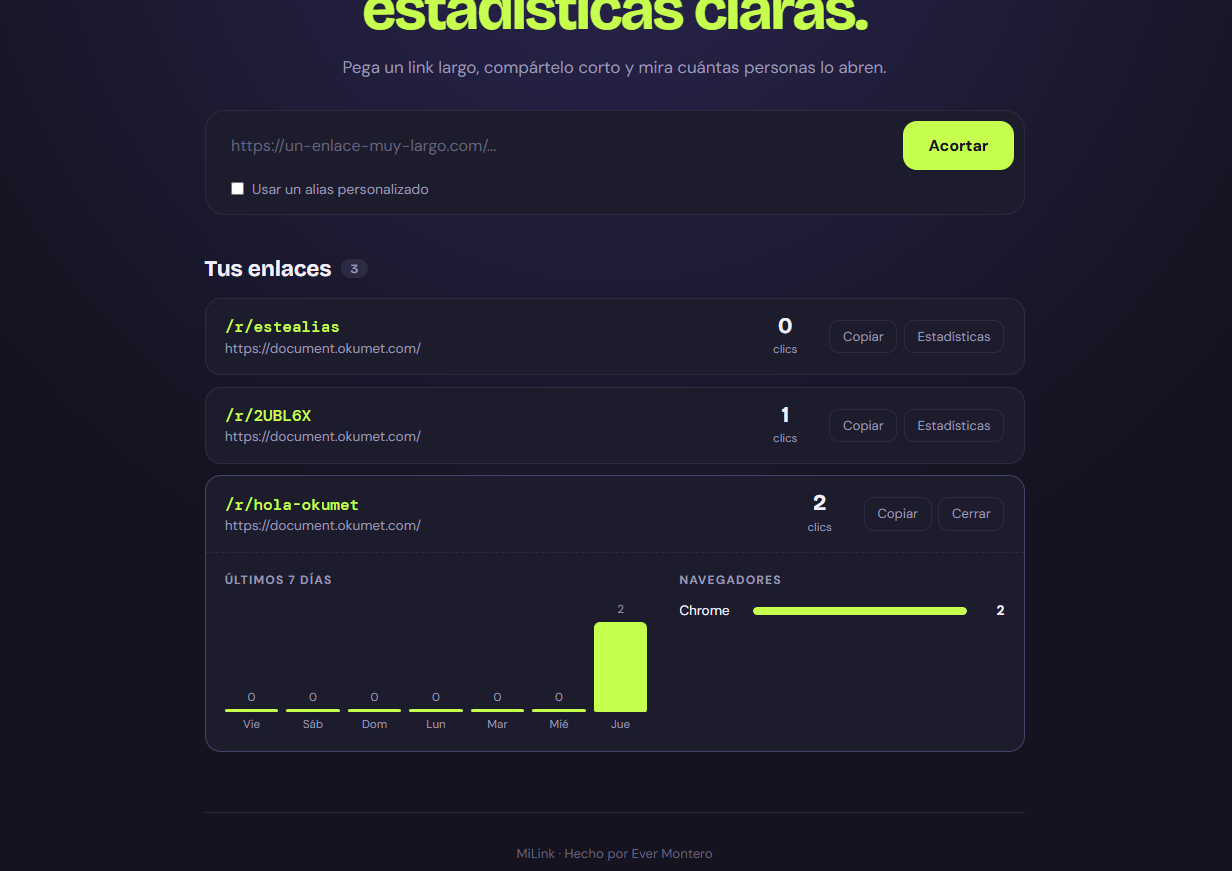 estadísticas claras.
Pega un link largo, compártelo corto y mira cuántas personas lo abren.
https://un-enlace-muy-largo.com/...
Acortar
Usar un alias personalizado
Tus enlaces 3
/r/estealias
https://document.okumet.com/
0
clics
Copiar
Estadísticas
/r/2UBL6X
https://document.okumet.com/
1
clics
Copiar
Estadísticas
/r/hola-okumet
https://document.okumet.com/
2
clics
Copiar
Cerrar
ÚLTIMOS 7 DÍAS
2
0 0 0 0 0 0
Vie Sáb Dom Lun Mar Mié Jue
NAVEGADORES
Chrome 2
MiLink · Hecho por Ever Montero